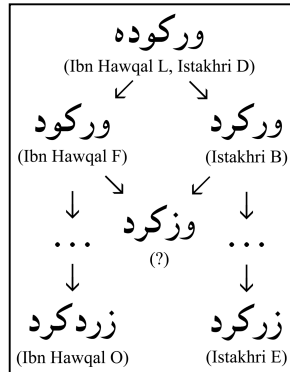 ورکوده
(Ibn Hawqal L, Istakhri D)
ورکود
(Ibn Hawqal F)
ورکرد
(Istakhri B)
...
وزکرد
(?)
...
زردکرد
(Ibn Hawqal O)
زرکرد
(Istakhri E)